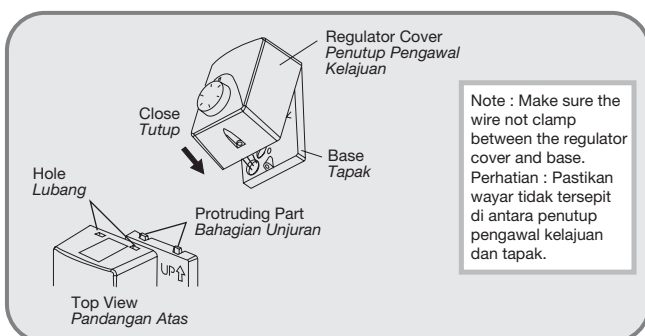 Regulator Cover
Penutup Pengawal
Kelajuan
Close
Tutup
Base
Tapak
Hole
Lubang
Protruding Part
Bahagian Unjuran
UP
Top View
Pandangan Atas
Note : Make sure the
wire not clamp
between the regulator
cover and base.
Perhatian : Pastikan
wayar tidak tersepit
di antara penutup
pengawal kelajuan
dan tapak.